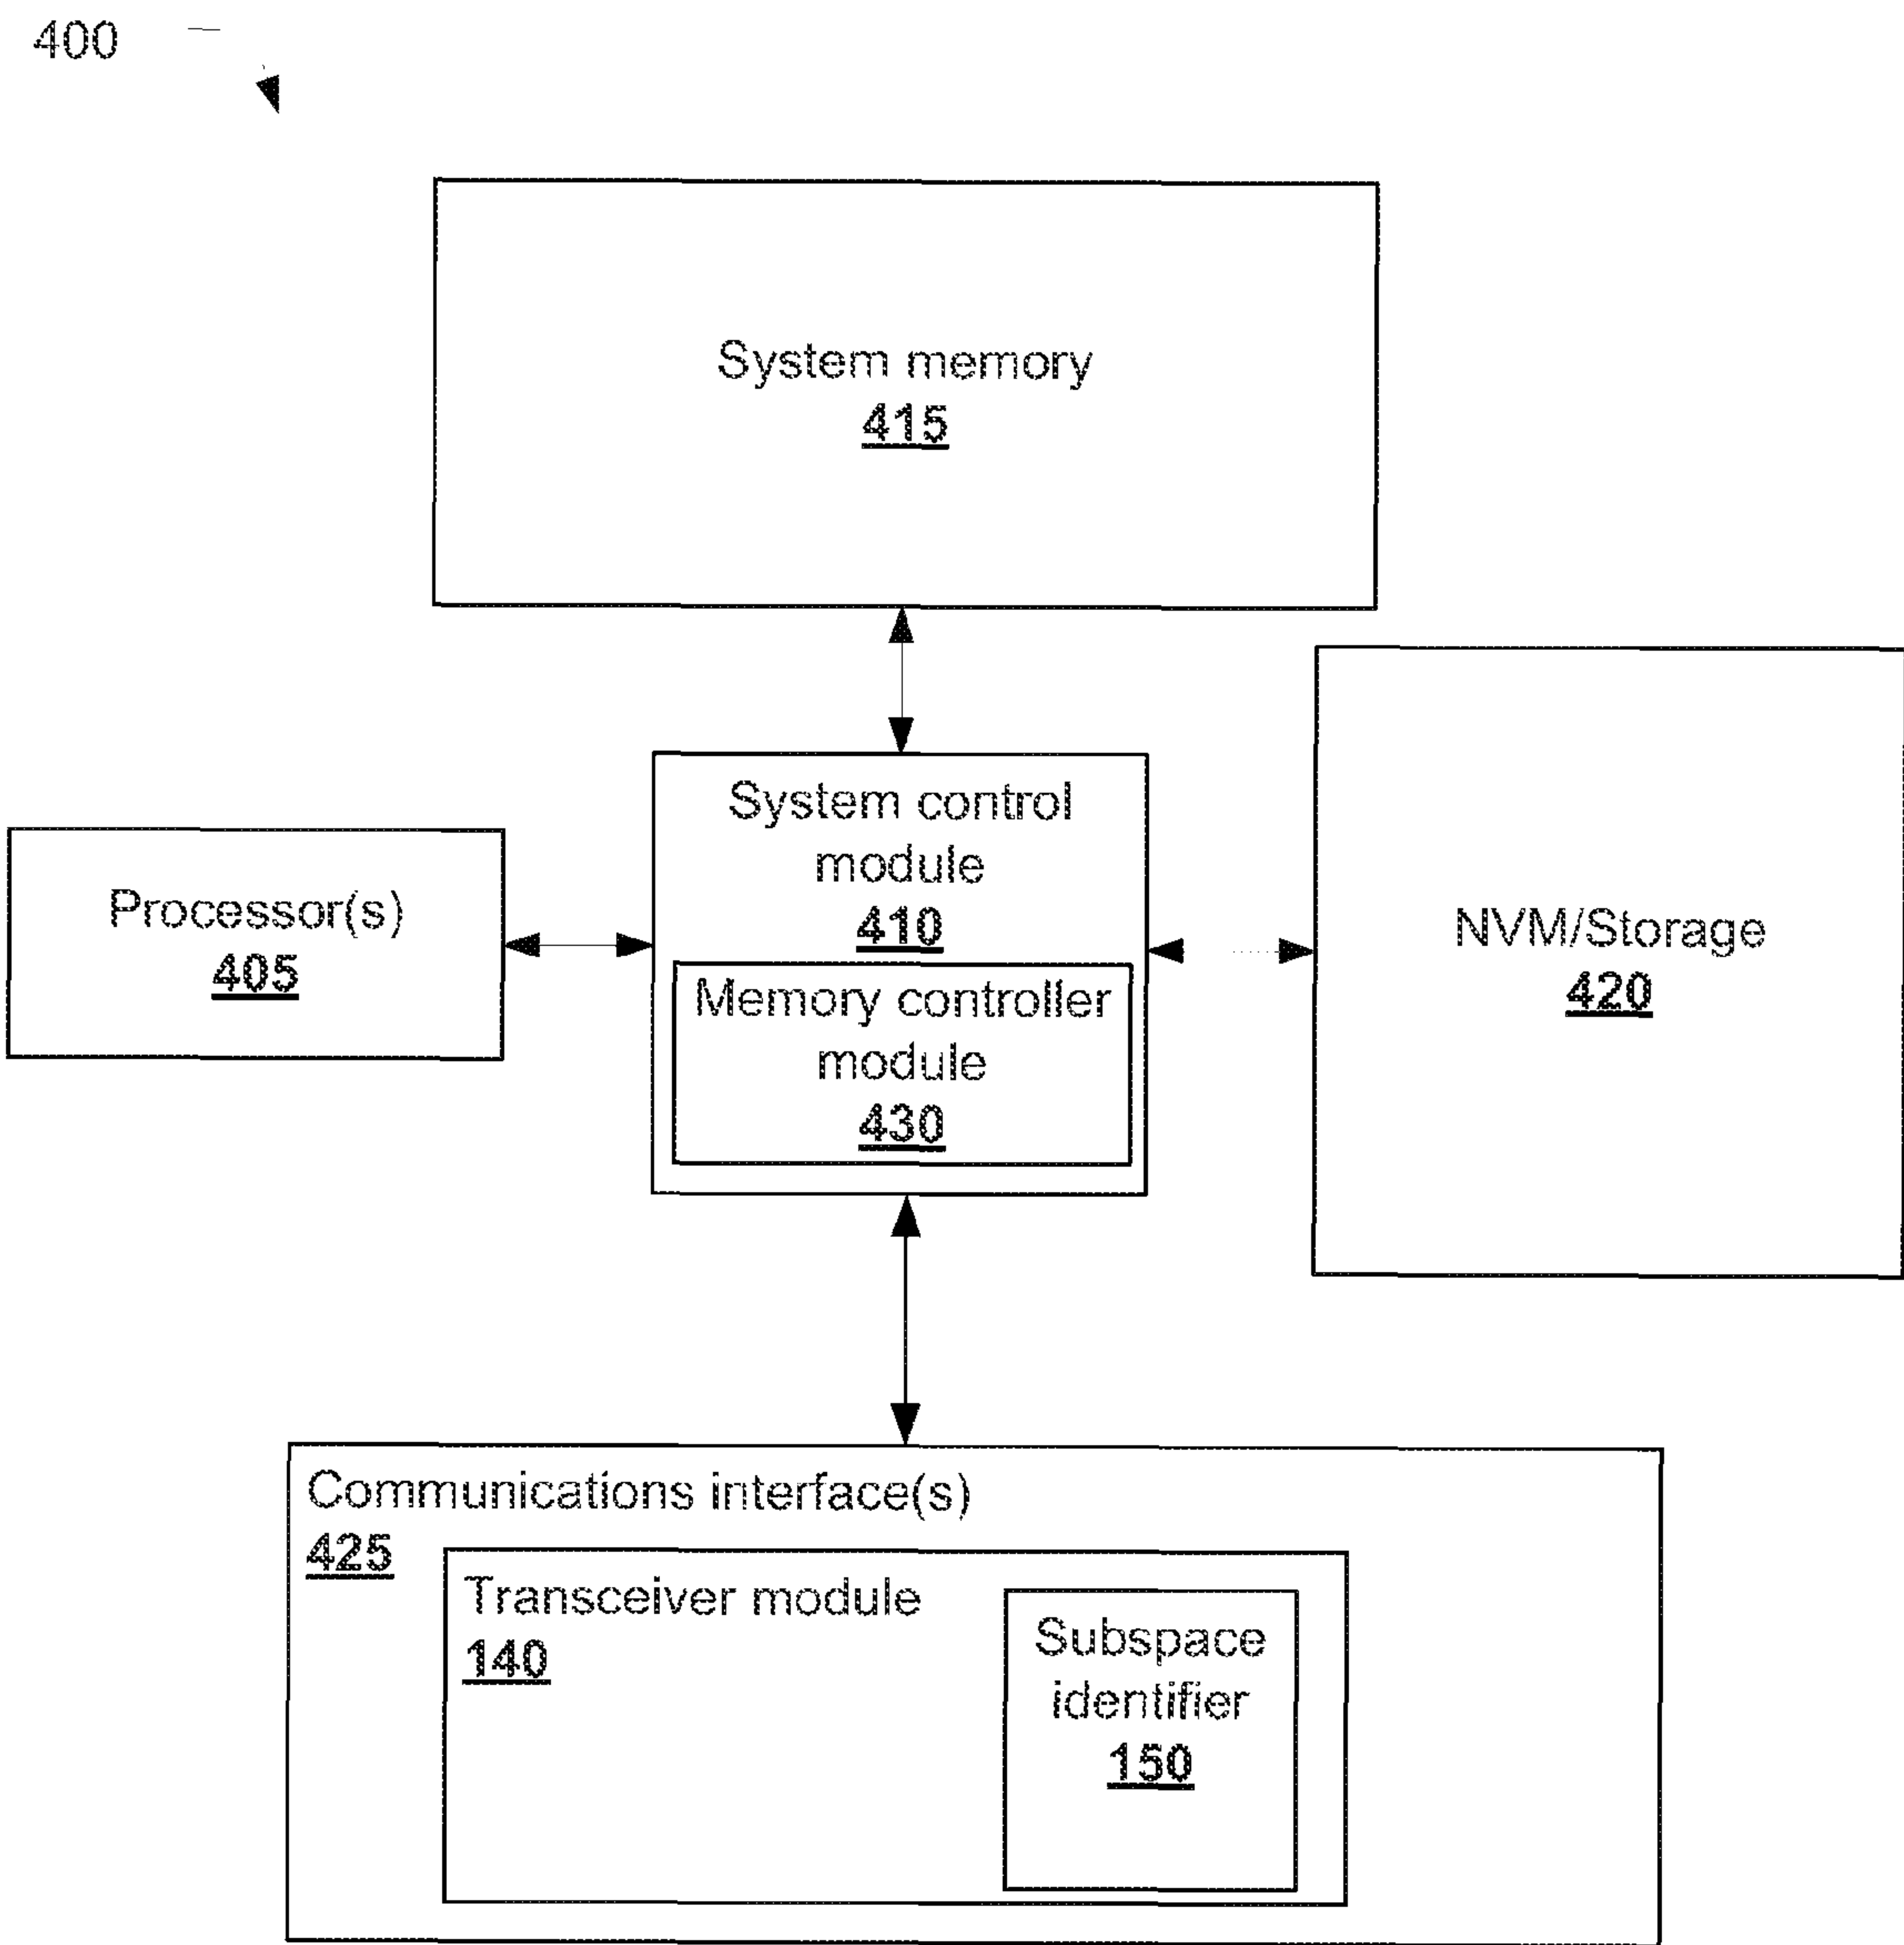 400
System memory
415
System control
module
410
Memory controller
module
430
Processor(s)
405
NVM/Storage
420
Communications interface(s)
425
Transceiver module
140
Subspace
identifier
150